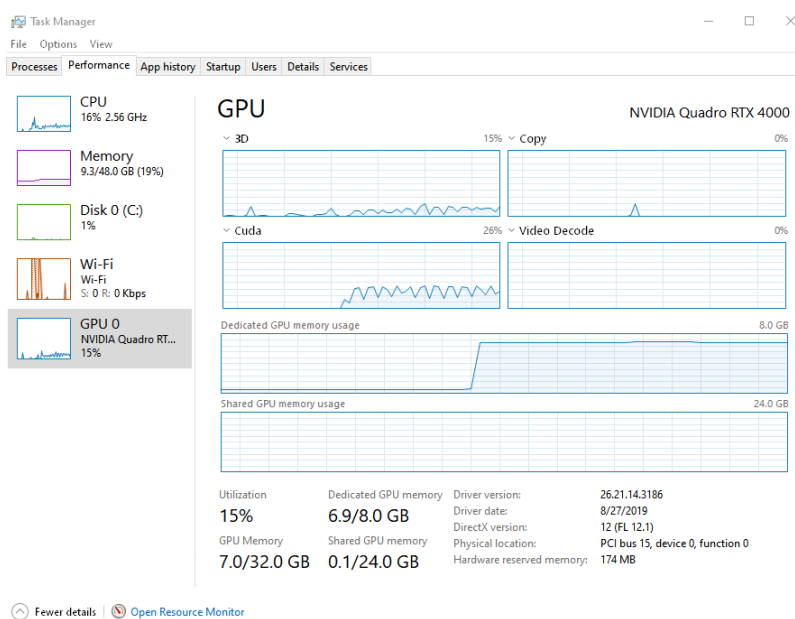 Task Manager
File Options View
Processes Performance App history Startup Users Details Services
CPU
16% 2.56 GHz
Memory
9.3/48.0 GB (19%)
Disk 0 (C:)
1%
Wi-Fi
Wi-Fi
S: 0 R: 0 Kbps
GPU 0
NVIDIA Quadro RT...
15%
GPU NVIDIA Quadro RTX 4000
3D 15% Copy 0%
Cuda 26% Video Decode 0%
Dedicated GPU memory usage 8.0 GB
Shared GPU memory usage 24.0 GB
Utilization Dedicated GPU memory
15% 6.9/8.0 GB
GPU Memory Shared GPU memory
7.0/32.0 GB 0.1/24.0 GB
Driver version: 26.21.14.3186
Driver date: 8/27/2019
DirectX version: 12 (FL 12.1)
Physical location: PCI bus 15, device 0, function 0
Hardware reserved memory: 174 MB
Fewer details Open Resource Monitor